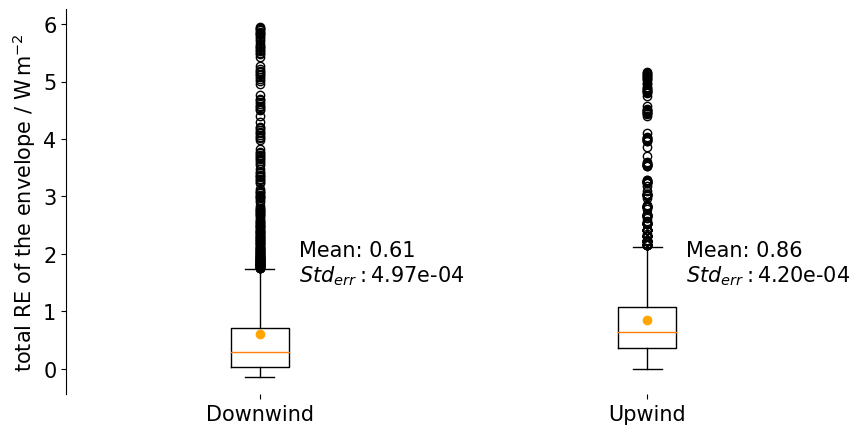 total RE of the envelope / W m⁻²
6
5
4
3
2
1
0
Mean: 0.61
Std_err : 4.97e-04
Mean: 0.86
Std_err : 4.20e-04
Downwind
Upwind